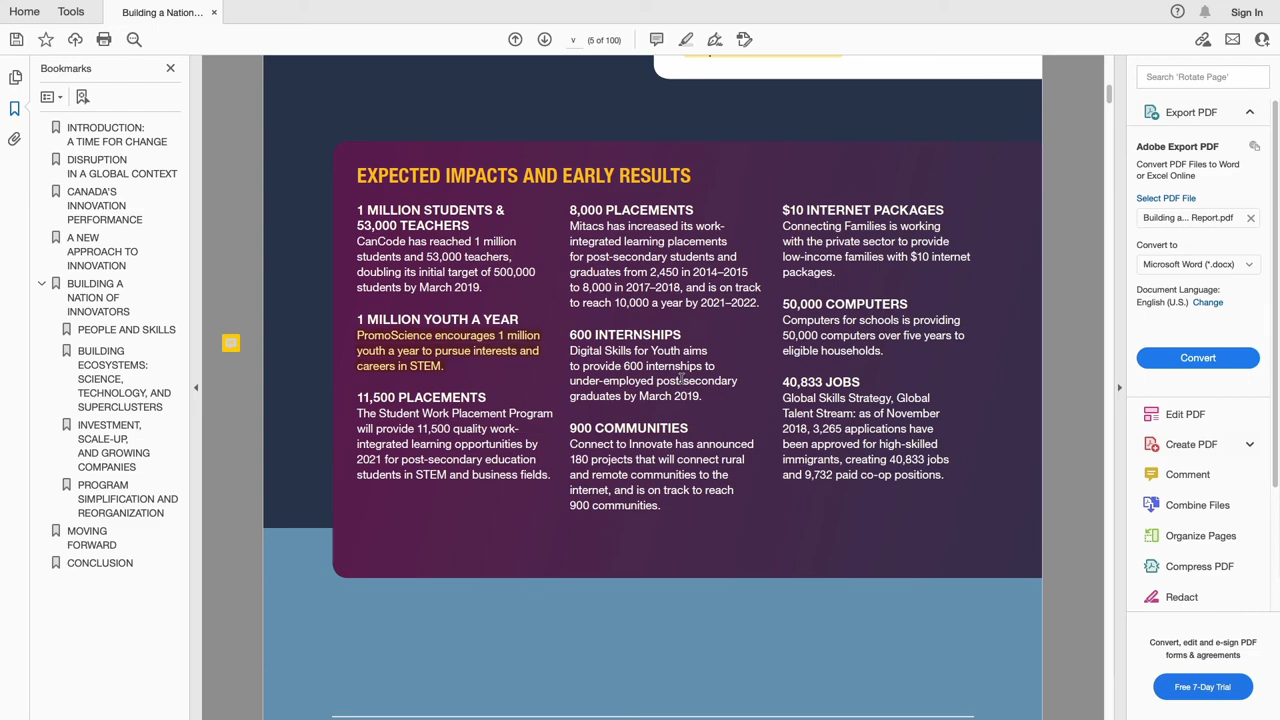 Home
Tools
Building a Nation...
×
Sign In
v
(5 of 100)
Bookmarks
INTRODUCTION:
A TIME FOR CHANGE
DISRUPTION
IN A GLOBAL CONTEXT
CANADA'S
INNOVATION
PERFORMANCE
A NEW
APPROACH TO
INNOVATION
BUILDING A
NATION OF
INNOVATORS
PEOPLE AND SKILLS
BUILDING
ECOSYSTEMS:
SCIENCE,
TECHNOLOGY, AND
SUPERCLUSTERS
INVESTMENT,
SCALE-UP,
AND GROWING
COMPANIES
PROGRAM
SIMPLIFICATION AND
REORGANIZATION
MOVING
FORWARD
CONCLUSION
EXPECTED IMPACTS AND EARLY RESULTS
1 MILLION STUDENTS &
53,000 TEACHERS
CanCode has reached 1 million
students and 53,000 teachers,
doubling its initial target of 500,000
students by March 2019.
1 MILLION YOUTH A YEAR
PromoScience encourages 1 million
youth a year to pursue interests and
careers in STEM.
11,500 PLACEMENTS
The Student Work Placement Program
will provide 11,500 quality work-
integrated learning opportunities by
2021 for post-secondary education
students in STEM and business fields.
8,000 PLACEMENTS
Mitacs has increased its work-
integrated learning placements
for post-secondary students and
graduates from 2,450 in 2014–2015
to 8,000 in 2017–2018, and is on track
to reach 10,000 a year by 2021–2022.
600 INTERNSHIPS
Digital Skills for Youth aims
to provide 600 internships to
under-employed post-secondary
graduates by March 2019.
900 COMMUNITIES
Connect to Innovate has announced
180 projects that will connect rural
and remote communities to the
internet, and is on track to reach
900 communities.
$10 INTERNET PACKAGES
Connecting Families is working
with the private sector to provide
low-income families with $10 internet
packages.
50,000 COMPUTERS
Computers for schools is providing
50,000 computers over five years to
eligible households.
40,833 JOBS
Global Skills Strategy, Global
Talent Stream: as of November
2018, 3,265 applications have
been approved for high-skilled
immigrants, creating 40,833 jobs
and 9,732 paid co-op positions.
Search 'Rotate Page'
Export PDF
Adobe Export PDF
Convert PDF Files to Word
or Excel Online
Select PDF File
Building a... Report.pdf
Convert to
Microsoft Word (*.docx)
Document Language:
English (U.S.) Change
Convert
Edit PDF
Create PDF
Comment
Combine Files
Organize Pages
Compress PDF
Redact
Convert, edit and e-sign PDF
forms & agreements
Free 7-Day Trial